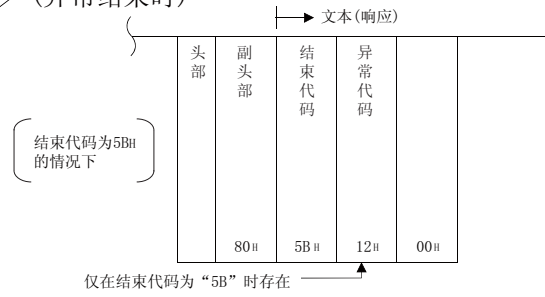 (异常结束时)
文本(响应)
头部
副头部
结束代码
异常代码
结束代码为5BH
的情况下
80H
5BH
12H
00H
仅在结束代码为“5B”时存在